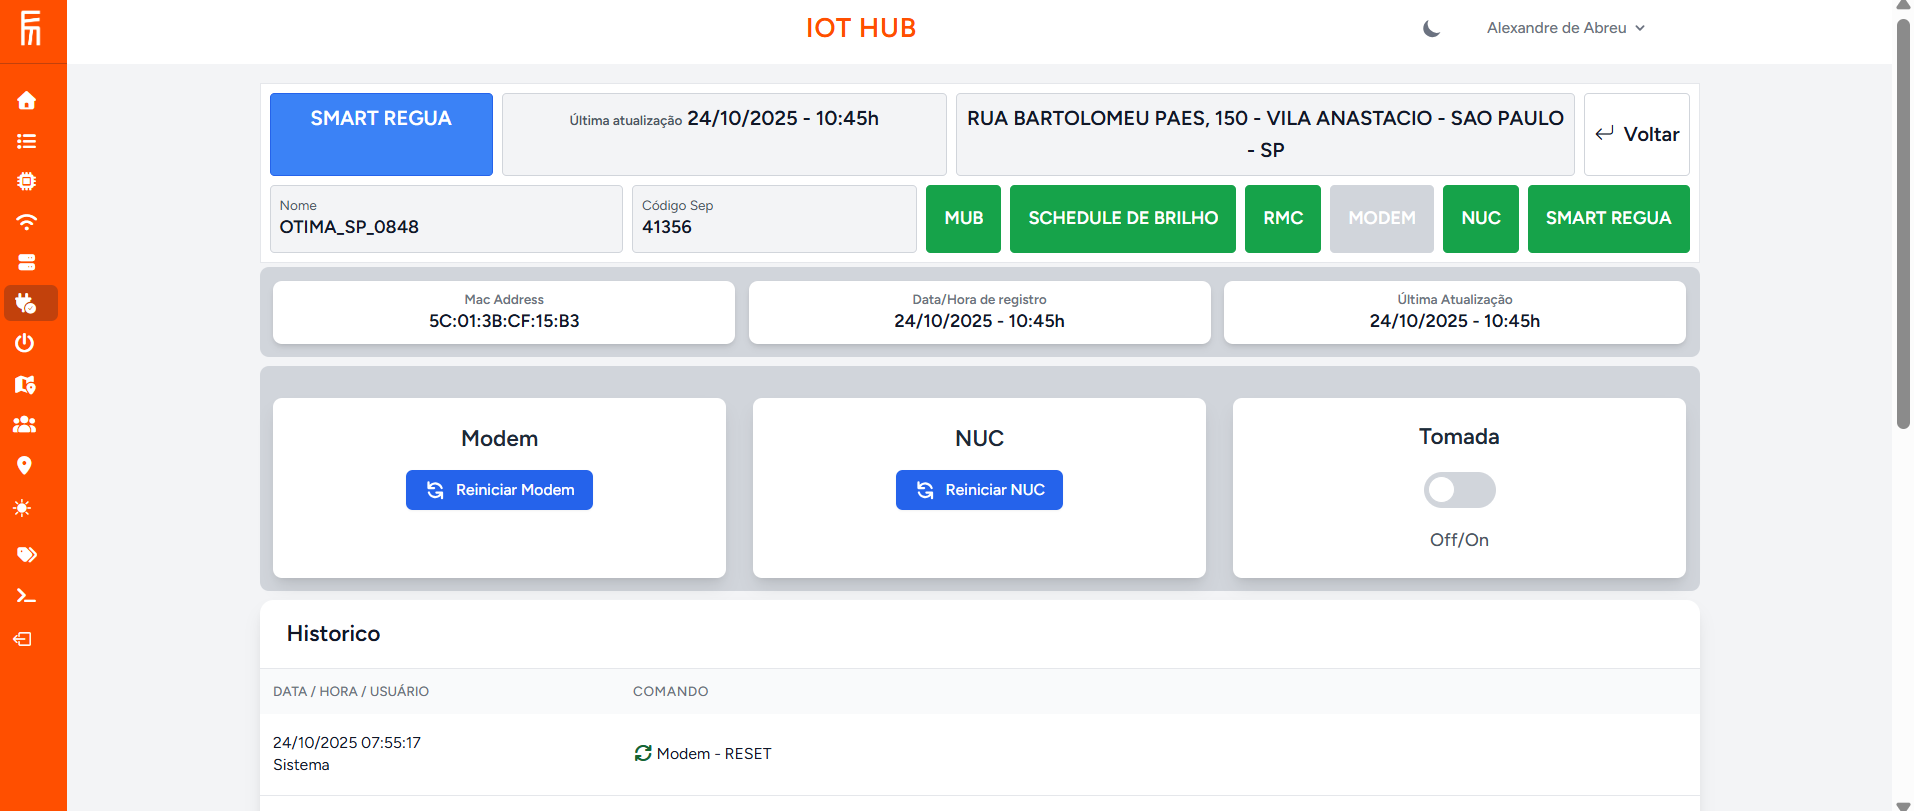 IOT HUB
Alexandre de Abreu
SMART REGUA
Última atualização 24/10/2025 - 10:45h
RUA BARTOLOMEU PAES, 150 - VILA ANASTACIO - SAO PAULO
- SP
Voltar
Nome
OTIMA_SP_0848
Código Sep
41356
MUB
SCHEDULE DE BRILHO
RMC
MODEM
NUC
SMART REGUA
Mac Address
5C:01:3B:CF:15:B3
Data/Hora de registro
24/10/2025 - 10:45h
Última Atualização
24/10/2025 - 10:45h
Modem
Reiniciar Modem
NUC
Reiniciar NUC
Tomada
Off/On
Historico
DATA / HORA / USUÁRIO
COMANDO
24/10/2025 07:55:17
Sistema
Modem - RESET